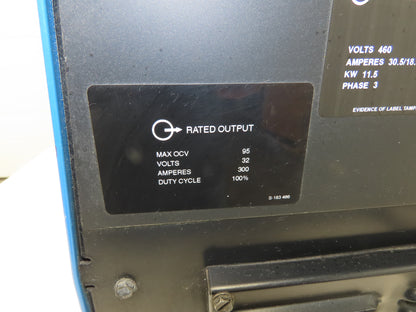 VOLTS 460
AMPERES 30.5/18.
KW 11.5
PHASE 3
EVIDENCE OF LABEL TAMP
RATED OUTPUT
MAX OCV 95
VOLTS 32
AMPERES 300
DUTY CYCLE 100%
S-183 486